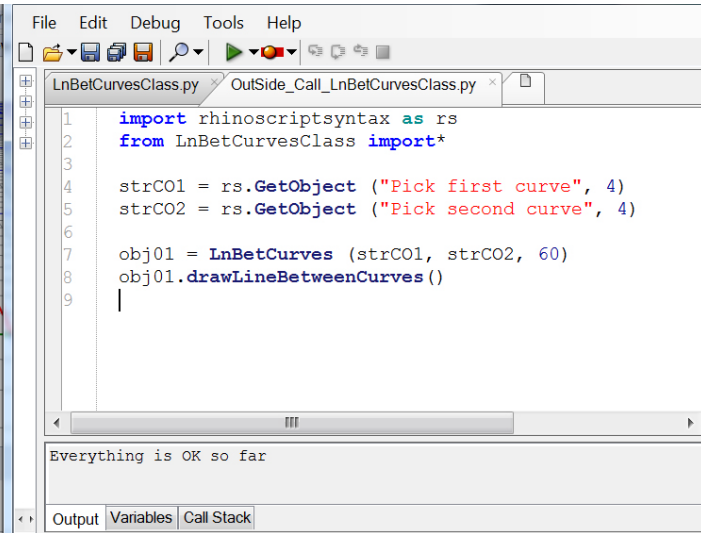 File Edit Debug Tools Help
LnBetCurvesClass.py OutSide_Call_LnBetCurvesClass.py
1 import rhinoscriptsyntax as rs
2 from LnBetCurvesClass import*
3
4 strCO1 = rs.GetObject ("Pick first curve", 4)
5 strCO2 = rs.GetObject ("Pick second curve", 4)
6
7 obj01 = LnBetCurves (strCO1, strCO2, 60)
8 obj01.drawLineBetweenCurves()
9
Everything is OK so far
Output Variables Call Stack